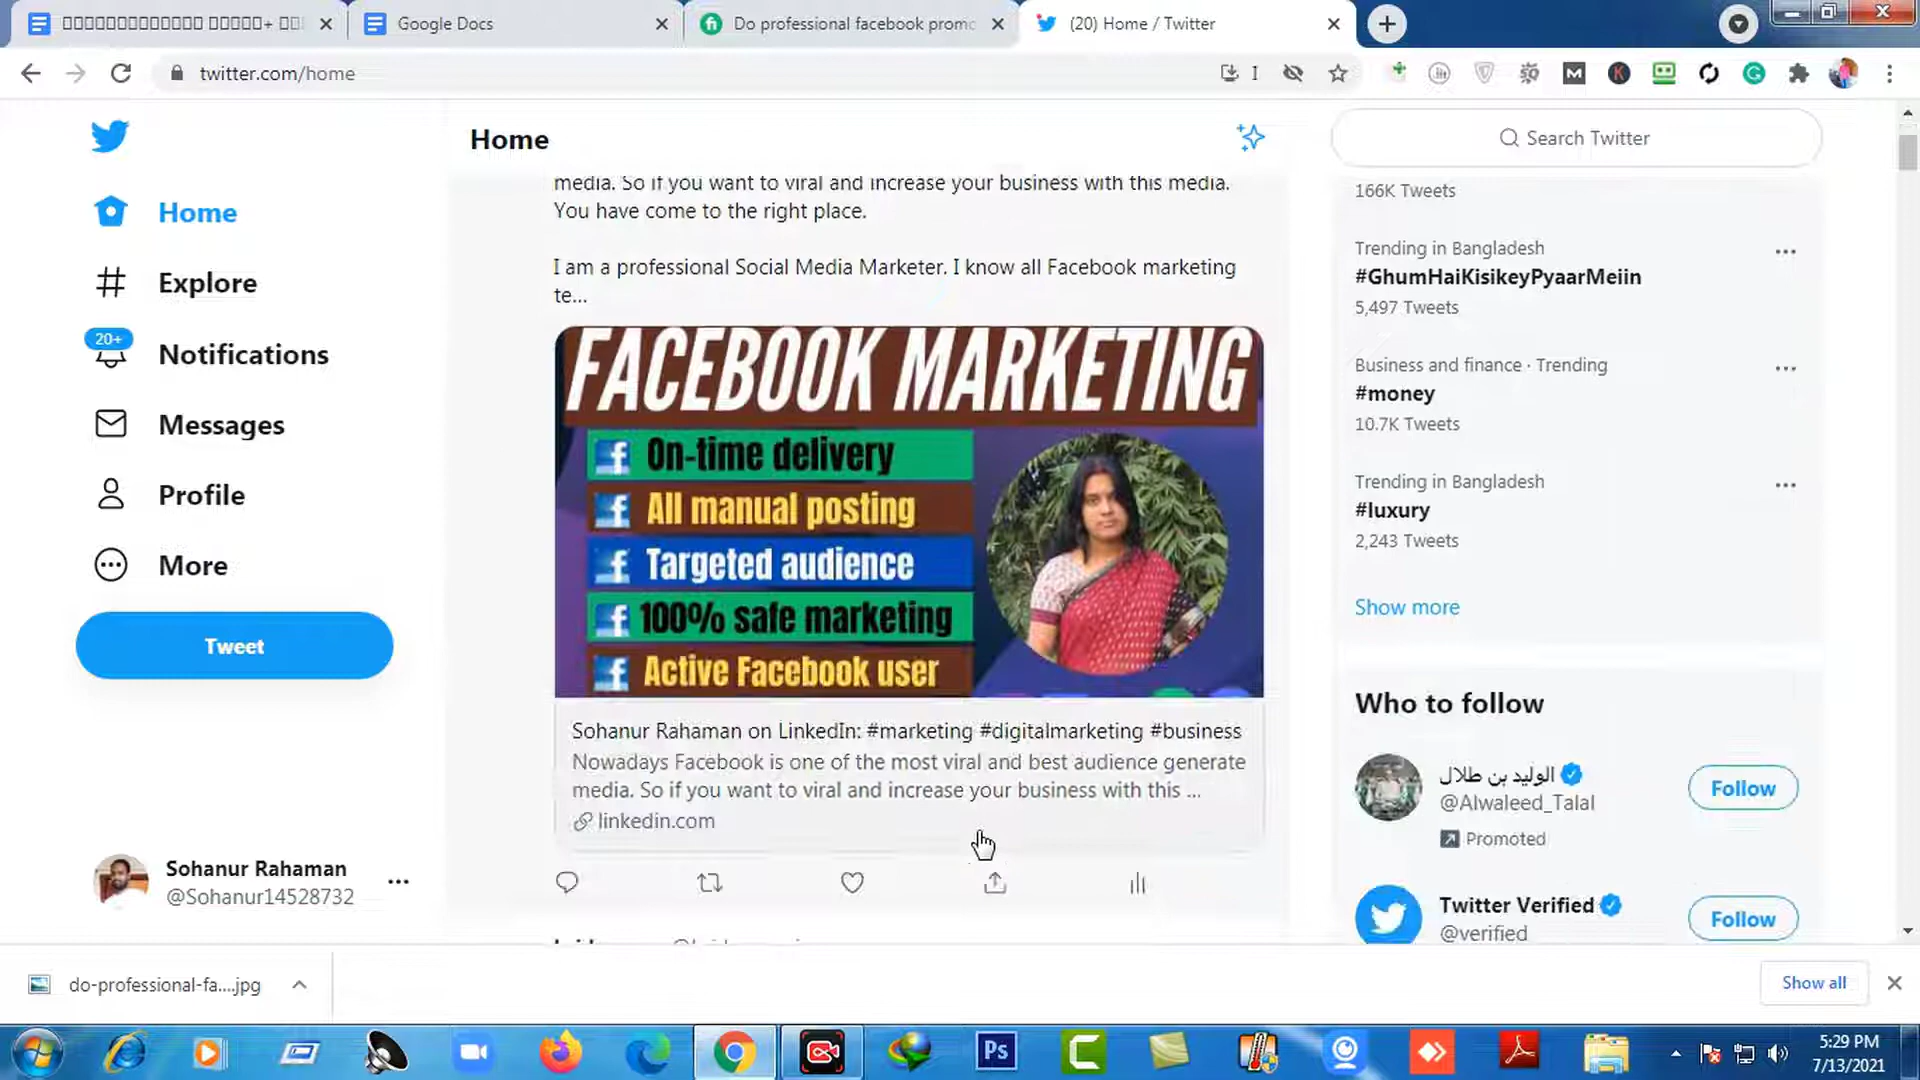 Google Docs
Do professional facebook promo
(20) Home / Twitter
twitter.com/home
Home
Search Twitter
media. So if you want to viral and increase your business with this media.
You have come to the right place.
I am a professional Social Media Marketer. I know all Facebook marketing
te...
FACEBOOK MARKETING
On-time delivery
All manual posting
Targeted audience
100% safe marketing
Active Facebook user
Sohanur Rahaman on LinkedIn: #marketing #digitalmarketing #business
Nowadays Facebook is one of the most viral and best audience generate
media. So if you want to viral and increase your business with this ...
linkedin.com
Home
Explore
20+
Notifications
Messages
Profile
More
Tweet
Sohanur Rahaman
@Sohanur14528732
166K Tweets
Trending in Bangladesh
#GhumHaiKisikeyPyaarMeiin
5,497 Tweets
Business and finance · Trending
#money
10.7K Tweets
Trending in Bangladesh
#luxury
2,243 Tweets
Show more
Who to follow
الوليد بن طلال
@Alwaleed_Talal
Promoted
Follow
Twitter Verified
@verified
Follow
do-professional-fa....jpg
Show all
Ps
5:29 PM
7/13/2021